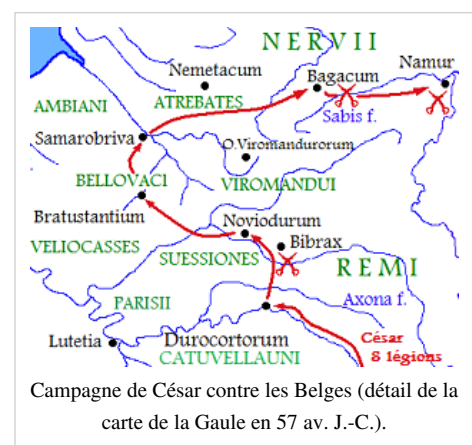 NERVII
Nemetacum
Bagacum
Namur
AMBIANI
ATREBATES
Sabis f.
Samarobriva
O.Viromandurorum
BELLOVACI
VIROMANDUI
Bratustantium
Noviodurum
VELIOCASSES
SUESSIONES
Bibrax
REMI
PARISII
Axona f.
Lutetia
Durocortorum
César
CATUVELLAUNI
8 légions
Campagne de César contre les Belges (détail de la
carte de la Gaule en 57 av. J.-C.).